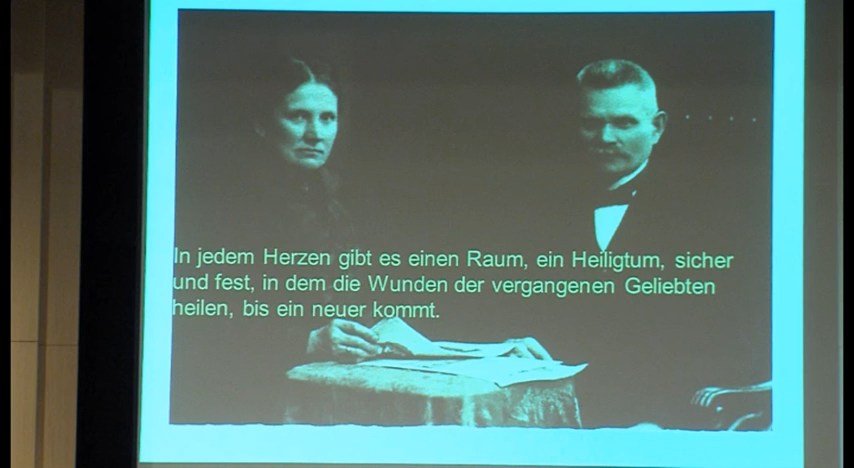 In jedem Herzen gibt es einen Raum, ein Heiligtum, sicher
und fest, in dem die Wunden der vergangenen Geliebten
heilen, bis ein neuer kommt.